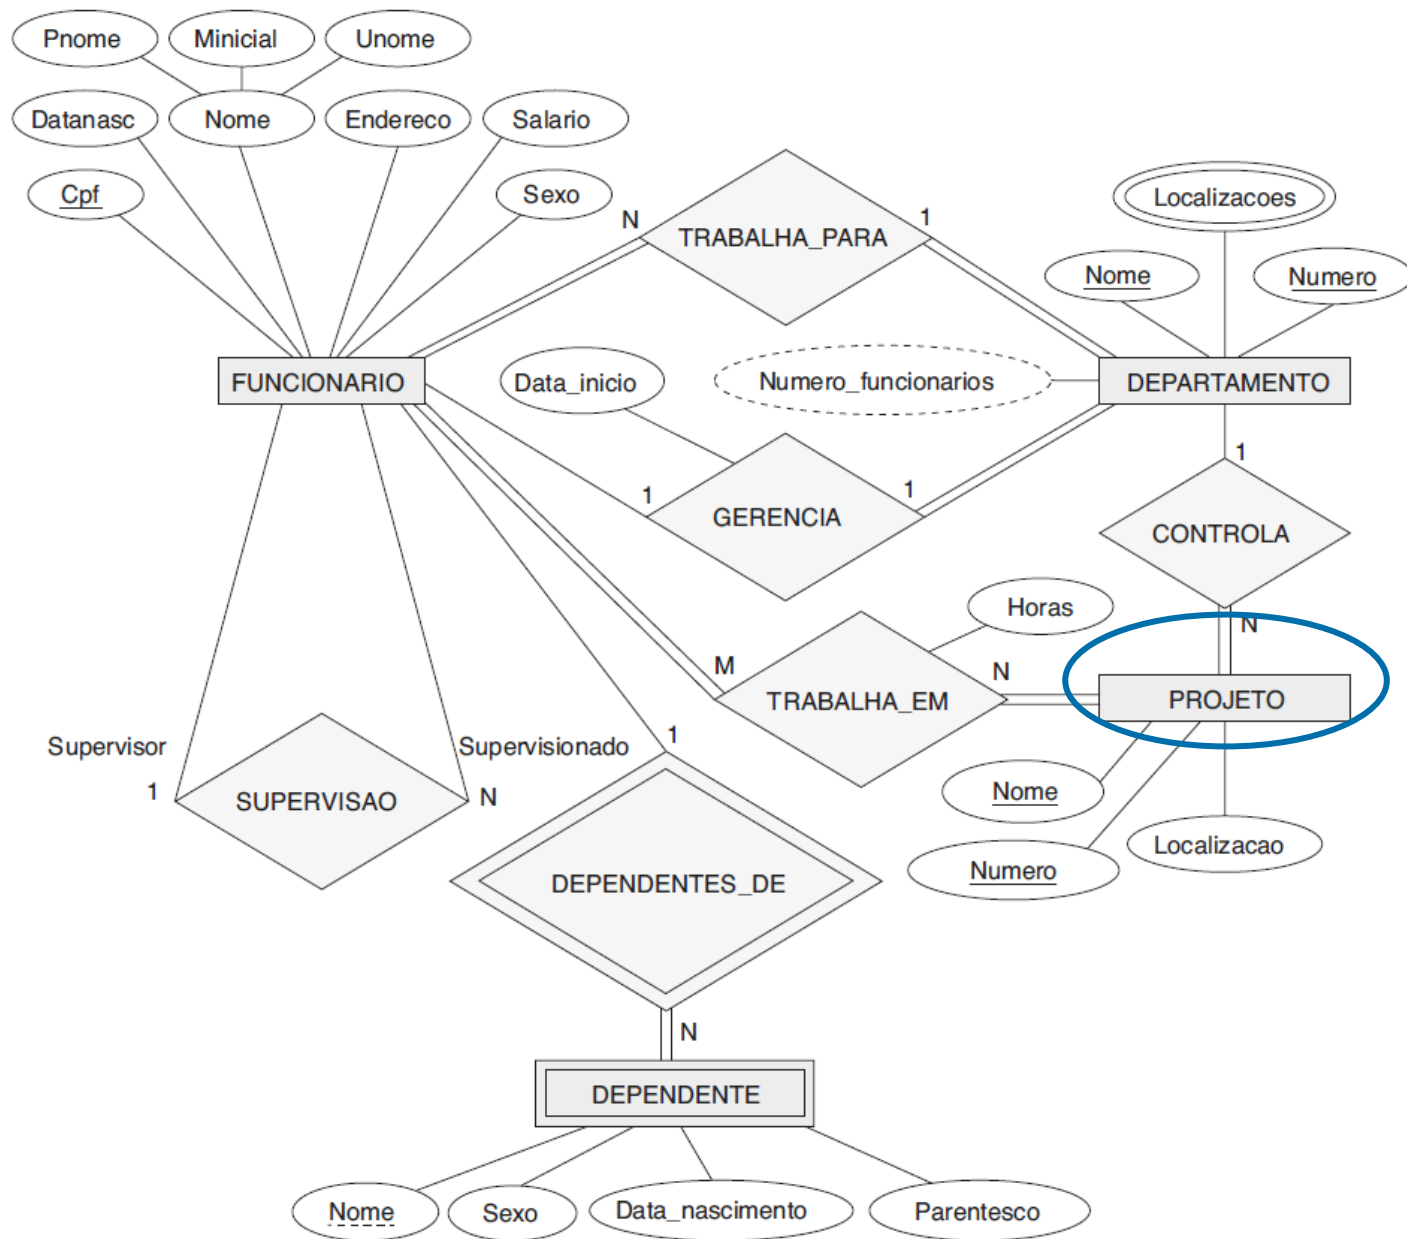 Pnome
Minicial
Unome
Datanasc
Nome
Endereco
Salario
Cpf
Sexo
N
TRABALHA_PARA
1
Localizacoes
Nome
Numero
FUNCIONARIO
Data_inicio
Numero_funcionarios
DEPARTAMENTO
1
GERENCIA
1
1
CONTROLA
Horas
N
M
TRABALHA_EM
N
PROJETO
Supervisor
Supervisionado
1
1
SUPERVISAO
N
Nome
Localizacao
Numero
DEPENDENTES_DE
N
DEPENDENTE
Nome
Sexo
Data_nascimento
Parentesco